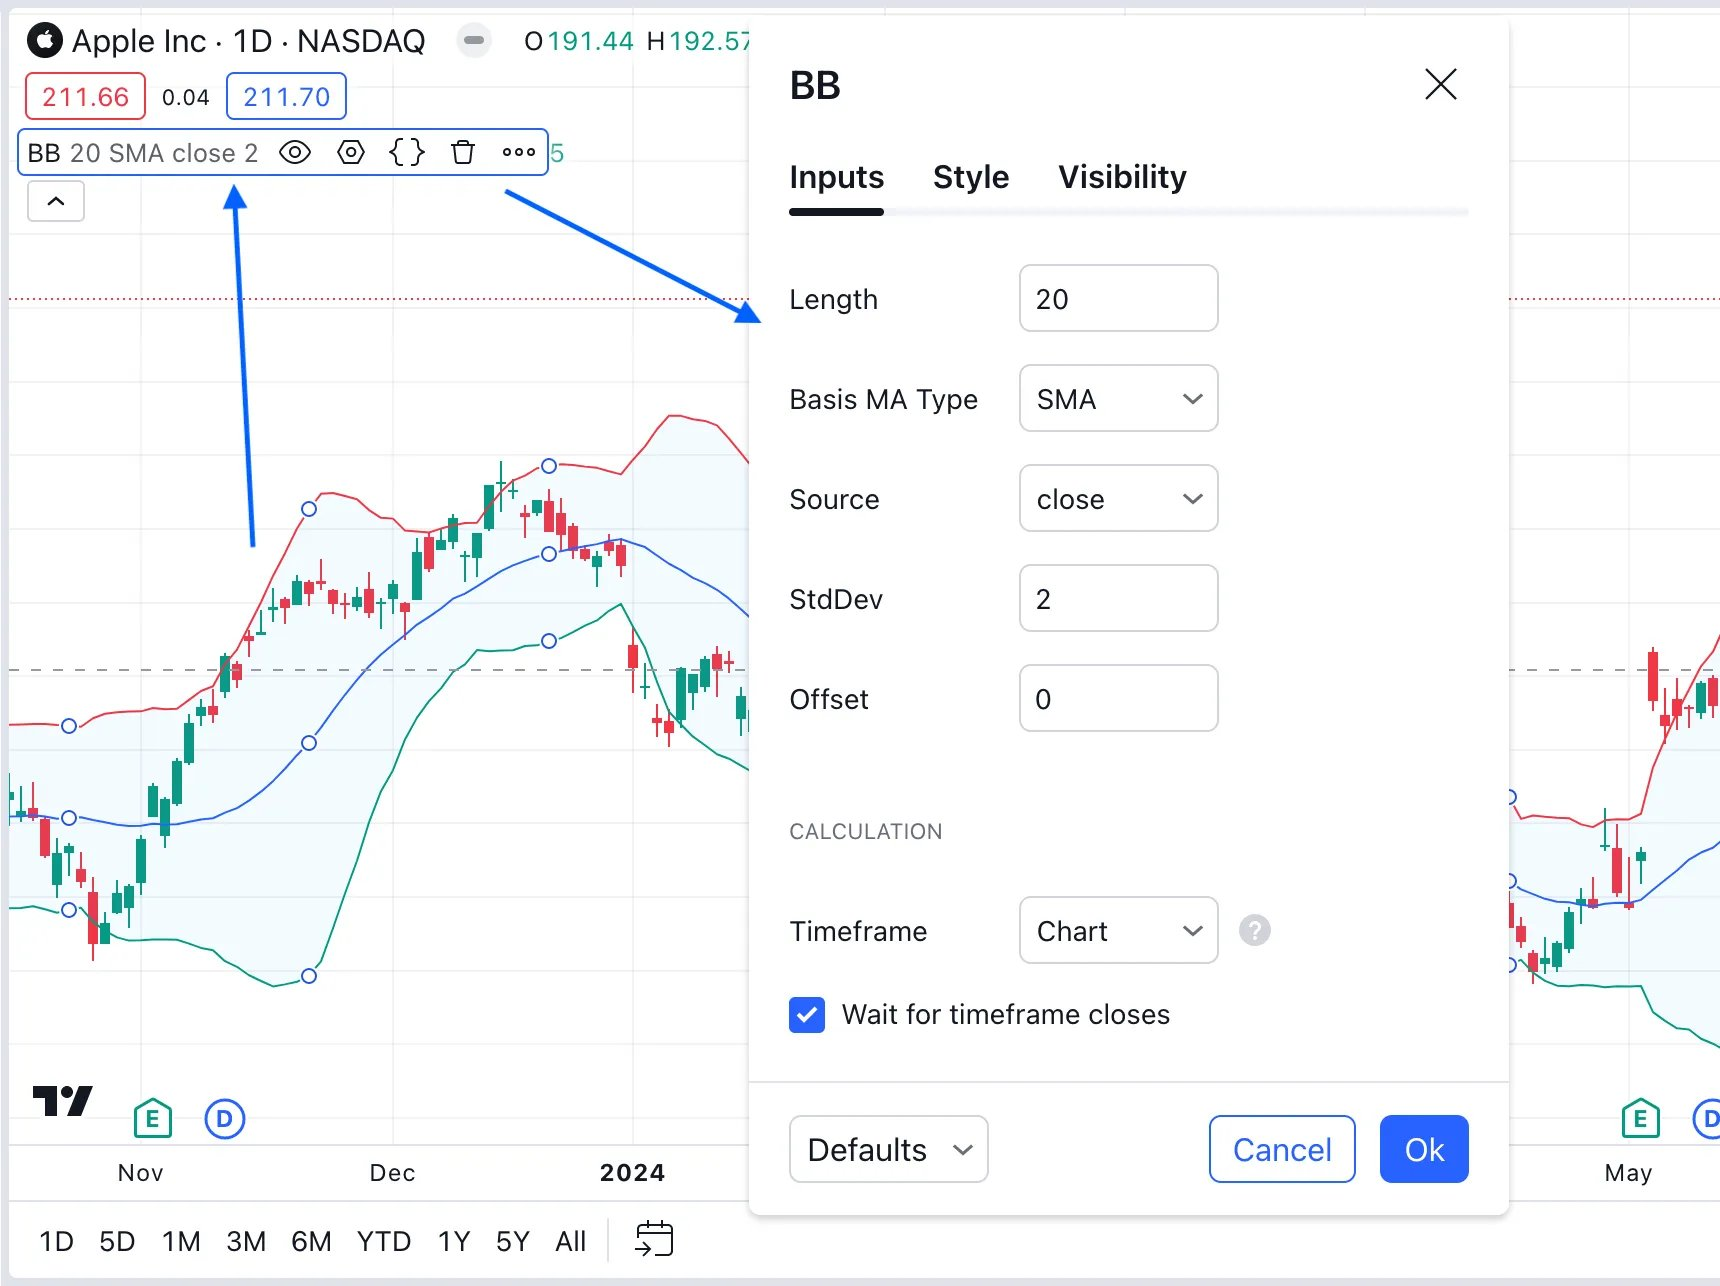 Apple Inc · 1D · NASDAQ O191.44 H192.57
211.66 0.04 211.70
BB 20 SMA close 2 {} 5
BB
Inputs Style Visibility
Length 20
Basis MA Type SMA
Source close
StdDev 2
Offset 0
CALCULATION
Timeframe Chart ?
Wait for timeframe closes
Defaults Cancel Ok
E D E D
Nov Dec 2024 May
1D 5D 1M 3M 6M YTD 1Y 5Y All